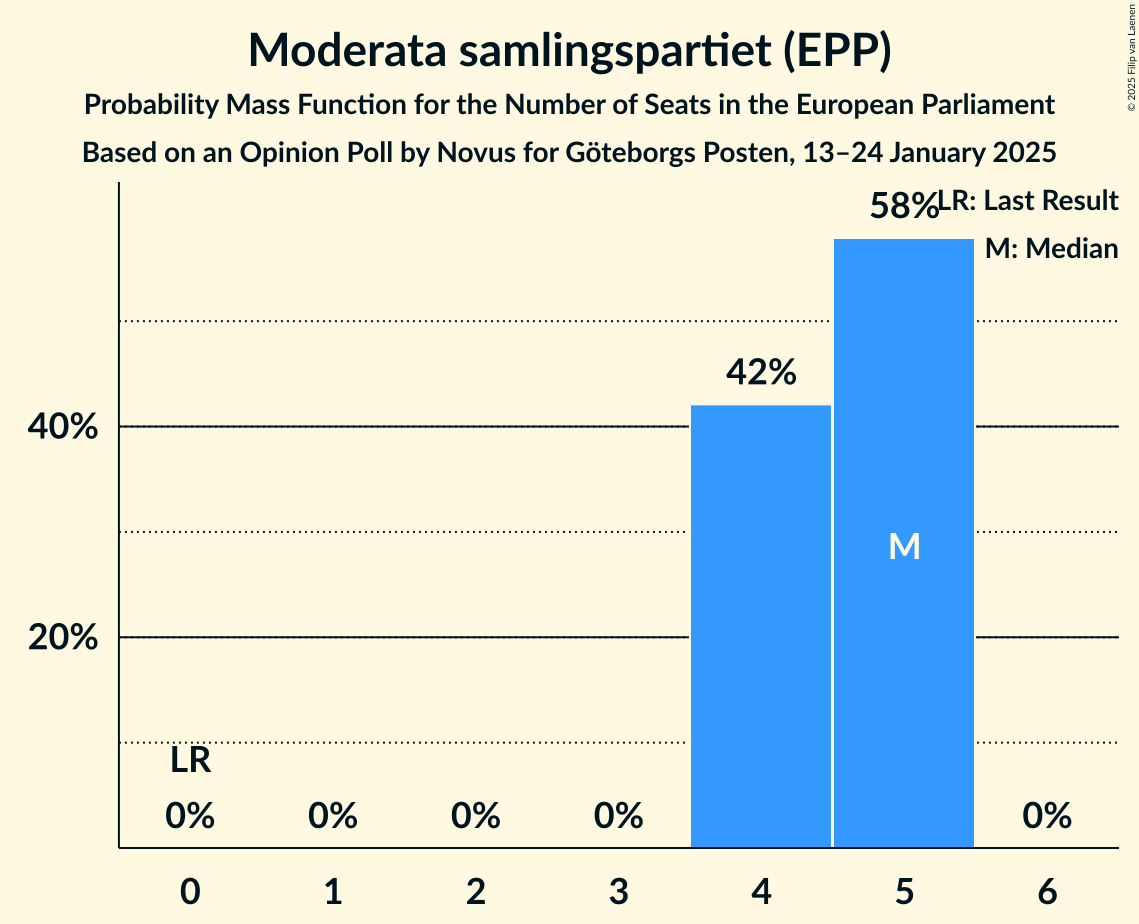 Moderata samlingspartiet (EPP)
Probability Mass Function for the Number of Seats in the European Parliament
Based on an Opinion Poll by Novus for Göteborgs Posten, 13–24 January 2025
© 2025 Filip van Laenen
58%
LR: Last Result
M: Median
42%
40%
M
20%
LR
0% 0% 0% 0% 0%
0 1 2 3 4 5 6